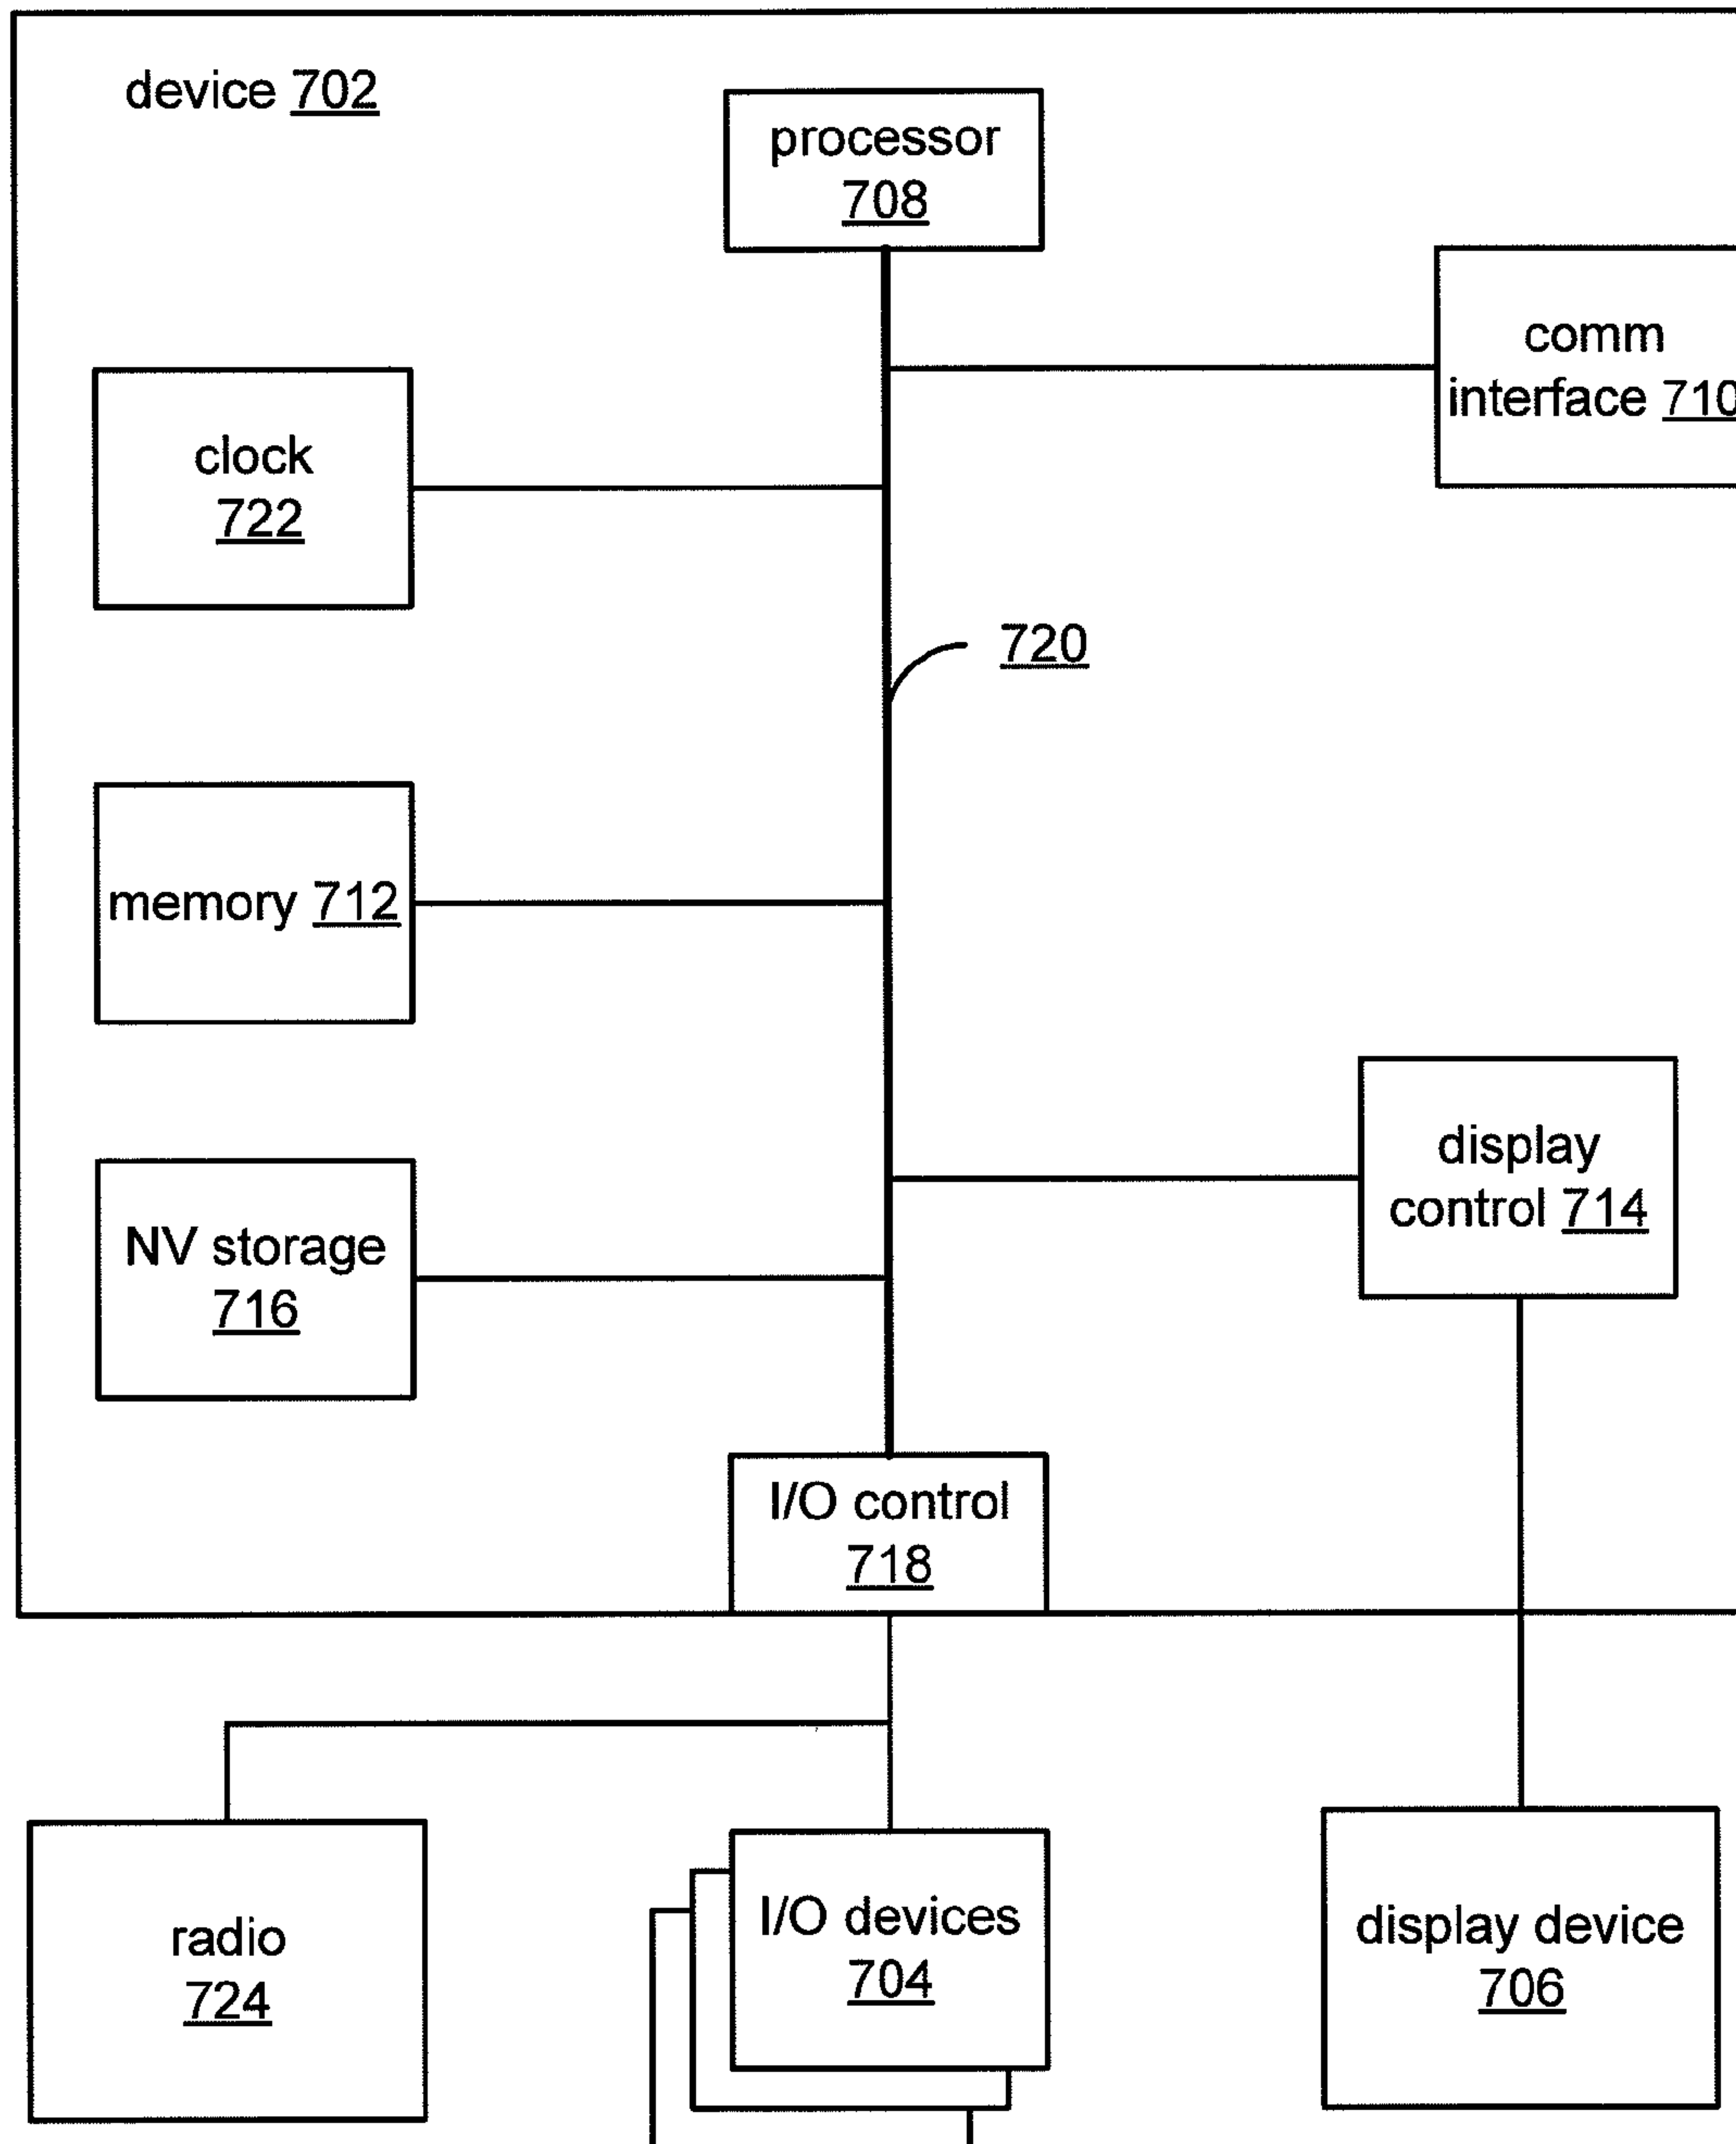 device 702
processor
708
comm
interface 710
clock
722
720
memory 712
display
control 714
NV storage
716
I/O control
718
I/O devices
704
display device
706
radio
724